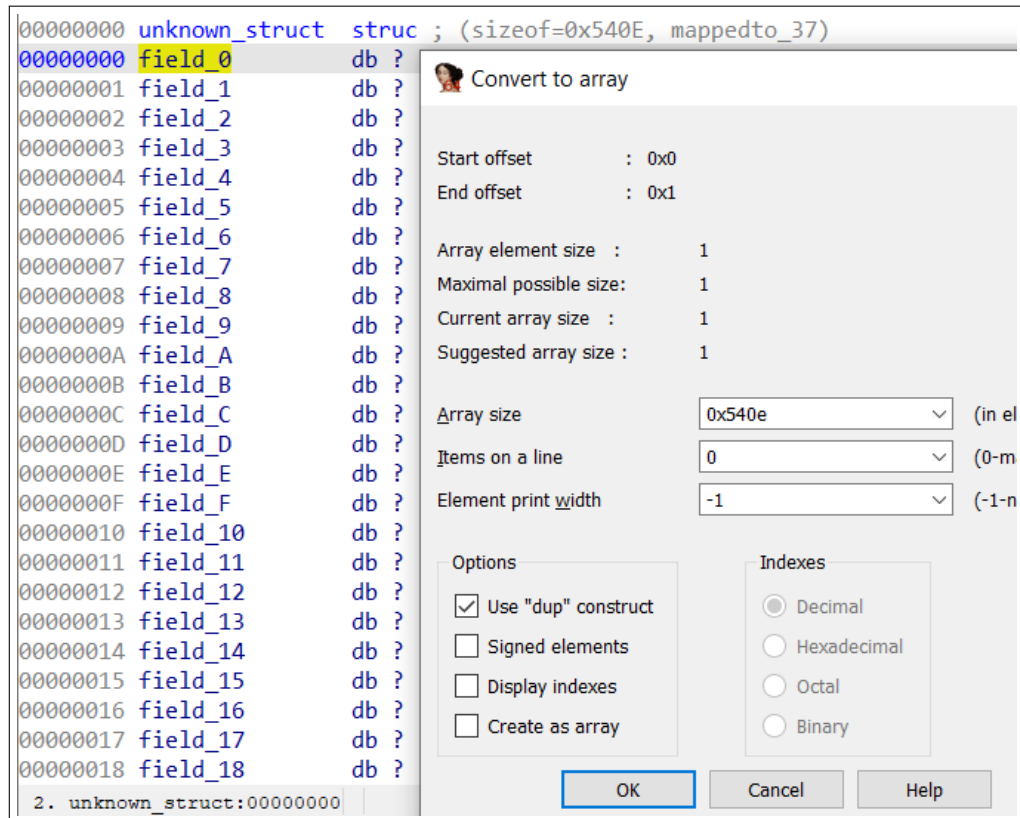 00000000 unknown_struct struc ; (sizeof=0x540E, mappedto_37)
00000000 field_0 db ?
00000001 field_1 db ?
00000002 field_2 db ?
00000003 field_3 db ?
00000004 field_4 db ?
00000005 field_5 db ?
00000006 field_6 db ?
00000007 field_7 db ?
00000008 field_8 db ?
00000009 field_9 db ?
0000000A field_A db ?
0000000B field_B db ?
0000000C field_C db ?
0000000D field_D db ?
0000000E field_E db ?
0000000F field_F db ?
00000010 field_10 db ?
00000011 field_11 db ?
00000012 field_12 db ?
00000013 field_13 db ?
00000014 field_14 db ?
00000015 field_15 db ?
00000016 field_16 db ?
00000017 field_17 db ?
00000018 field_18 db ?
2. unknown_struct:00000000
Convert to array
Start offset : 0x0
End offset : 0x1
Array element size : 1
Maximal possible size: 1
Current array size : 1
Suggested array size : 1
Array size 0x540e (in el
Items on a line 0 (0-ma
Element print width -1 (-1-n
Options
Use "dup" construct
Signed elements
Display indexes
Create as array
Indexes
Decimal
Hexadecimal
Octal
Binary
OK Cancel Help